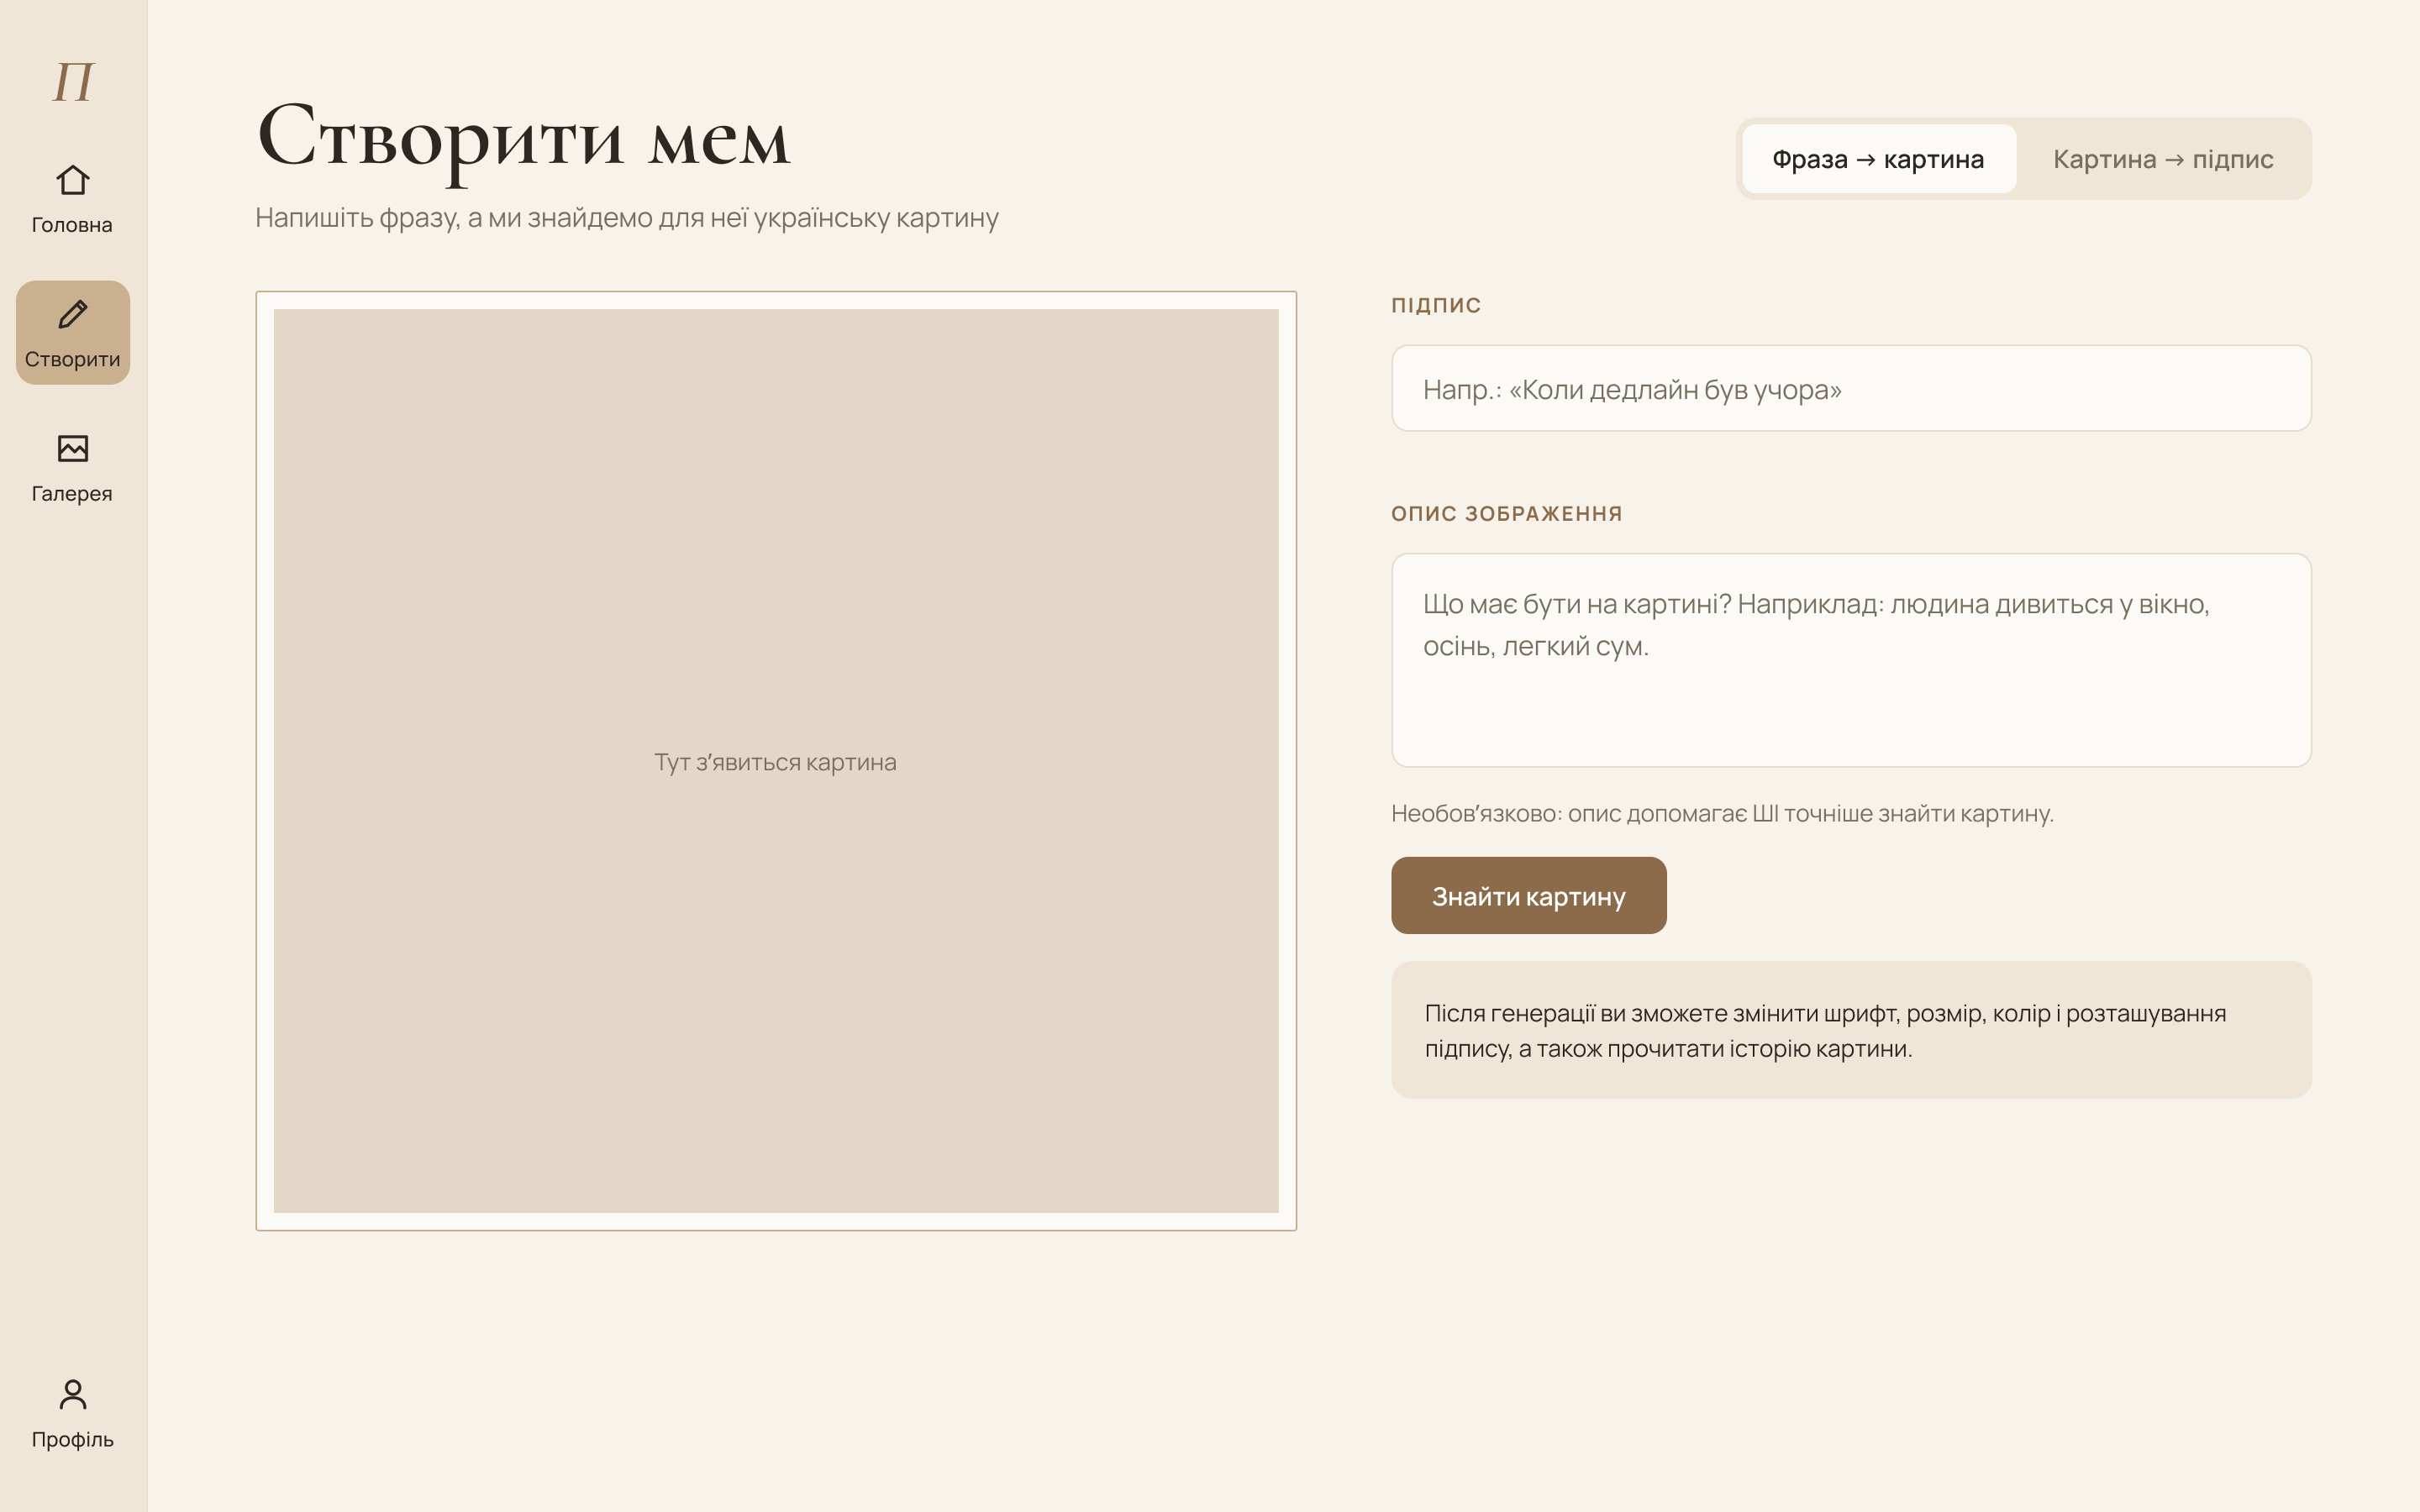 П
Головна
Створити
Галерея
Профіль
Створити мем
Напишіть фразу, а ми знайдемо для неї українську картину
Фраза → картина
Картина → підпис
Тут зʼявиться картина
ПІДПИС
Напр.: «Коли дедлайн був учора»
ОПИС ЗОБРАЖЕННЯ
Що має бути на картині? Наприклад: людина дивиться у вікно,
осінь, легкий сум.
Необовʼязково: опис допомагає ШІ точніше знайти картину.
Знайти картину
Після генерації ви зможете змінити шрифт, розмір, колір і розташування
підпису, а також прочитати історію картини.